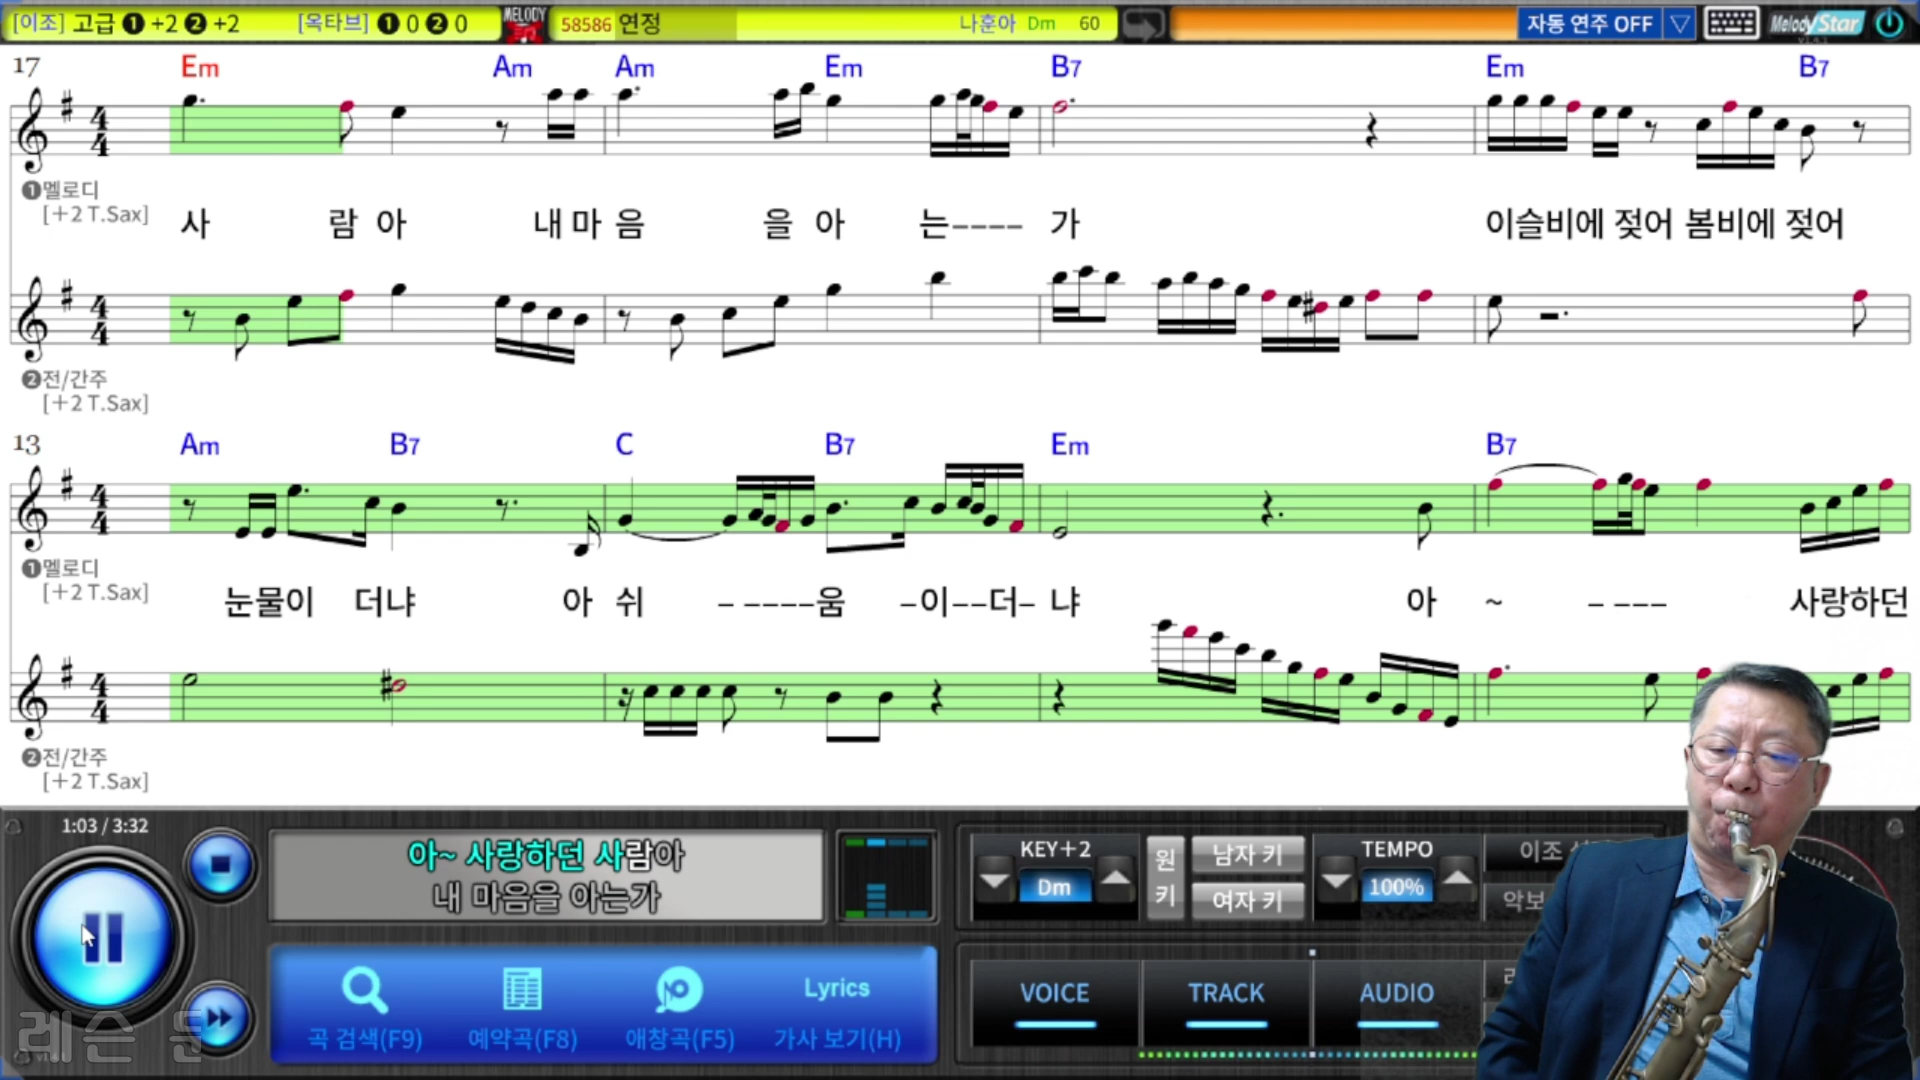 [이조] 고급 ❶ +2 ❷ +2 [옥타브] ❶ 0 ❷ 0 MELODY 58586 연정 나훈아 Dm 60 자동 연주 OFF MelodyStar
17 Em Am Am Em B7 Em B7
❶멜로디
[+2 T.Sax]
사 람 아 내 마 음 을 아 는---- 가 이슬비에 젖어 봄비에 젖어
❷전/간주
[+2 T.Sax]
13 Am B7 C B7 Em B7
❶멜로디
[+2 T.Sax]
눈물이 더냐 아 쉬 - ----움 -이--더- 냐 아 ~ - --- 사랑하던
❷전/간주
[+2 T.Sax]
1:03 / 3:32
아~ 사랑하던 사람아
내 마음을 아는가
KEY+2
Dm
원키
남자 키
여자 키
TEMPO
100%
이조
악보
곡 검색(F9) 예약곡(F8) 애창곡(F5) Lyrics 가사 보기(H)
VOICE TRACK AUDIO
레슨 툰